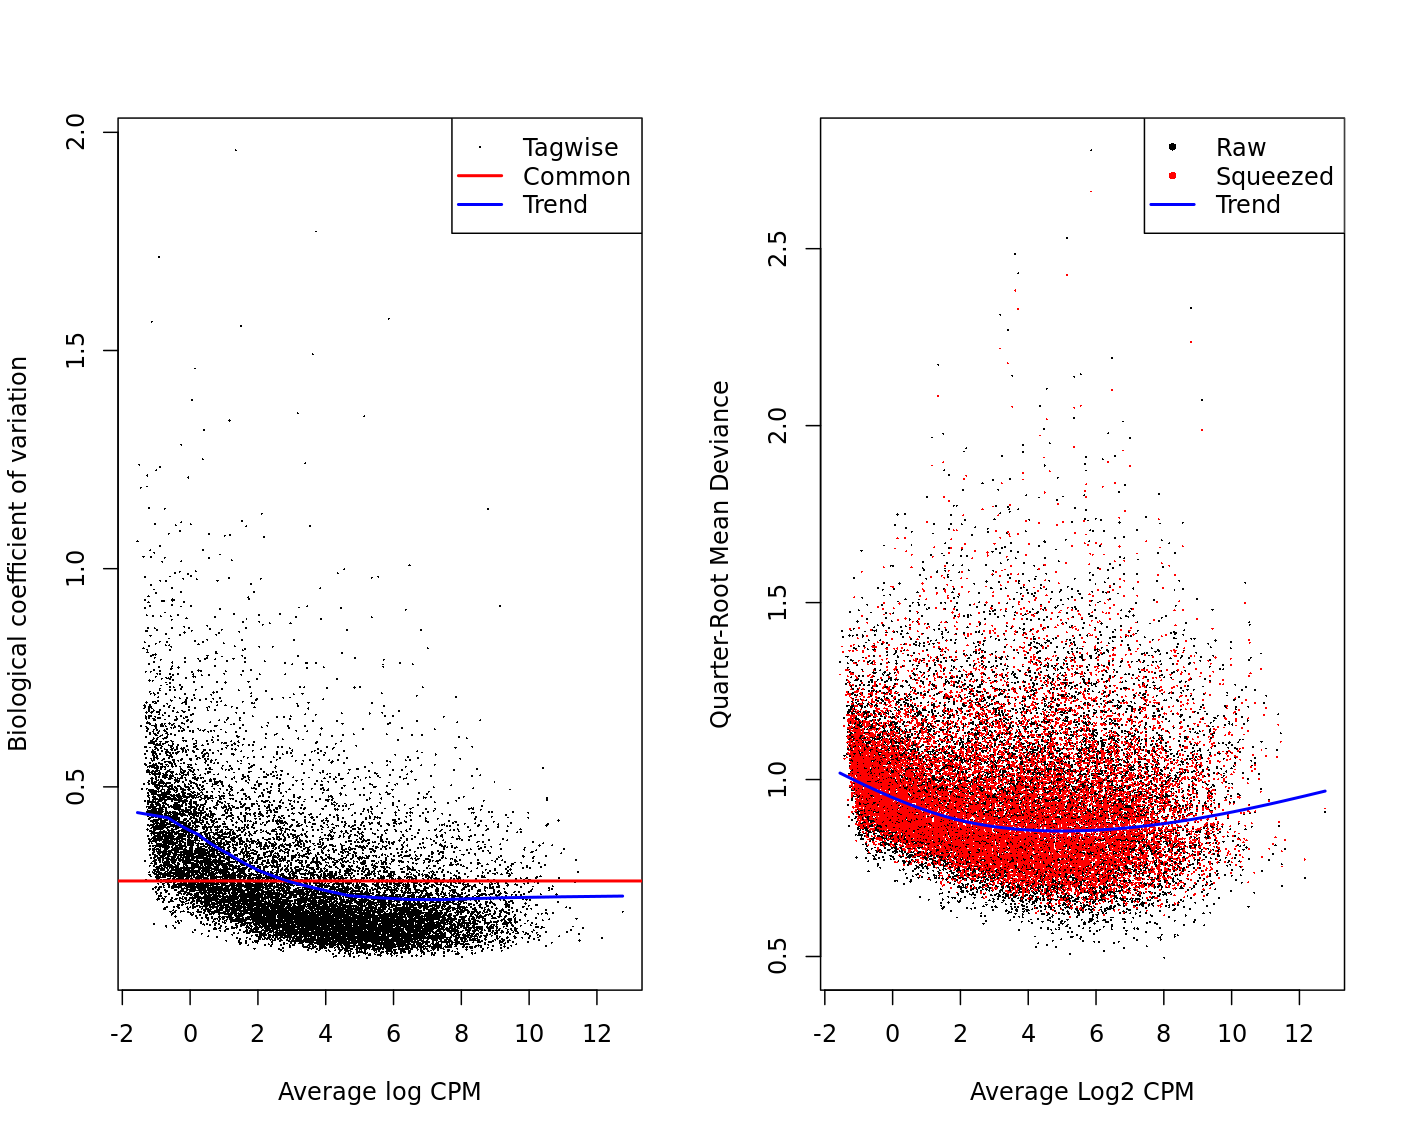 Biological coefficient of variation
2.0
1.5
1.0
0.5
Tagwise
Common
Trend
-2 0 2 4 6 8 10 12
Average log CPM
Quarter-Root Mean Deviance
2.5
2.0
1.5
1.0
0.5
Raw
Squeezed
Trend
-2 0 2 4 6 8 10 12
Average Log2 CPM